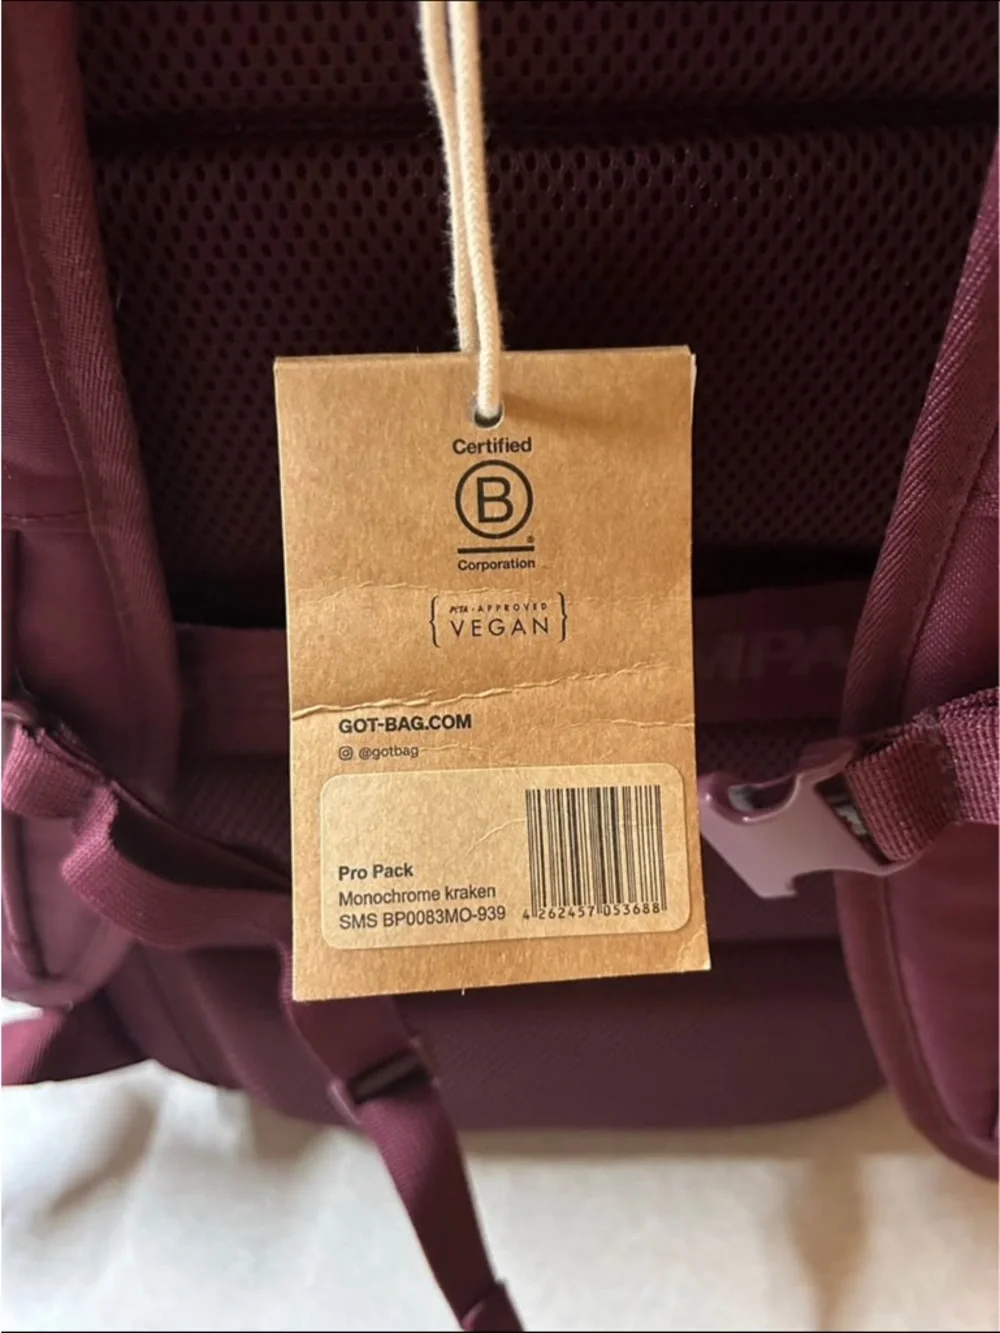 Certified
B
®
Corporation
PETA - APPROVED
VEGAN
GOT-BAG.COM
@gotbag
Pro Pack
Monochrome kraken
SMS BP0083MO-939
4 262457 053688
MPA